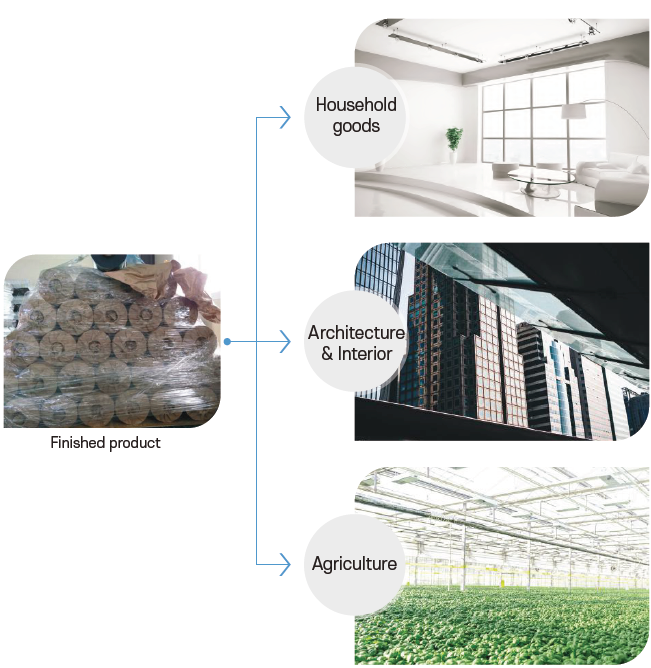 Household
goods
Architecture
& Interior
Finished product
Agriculture